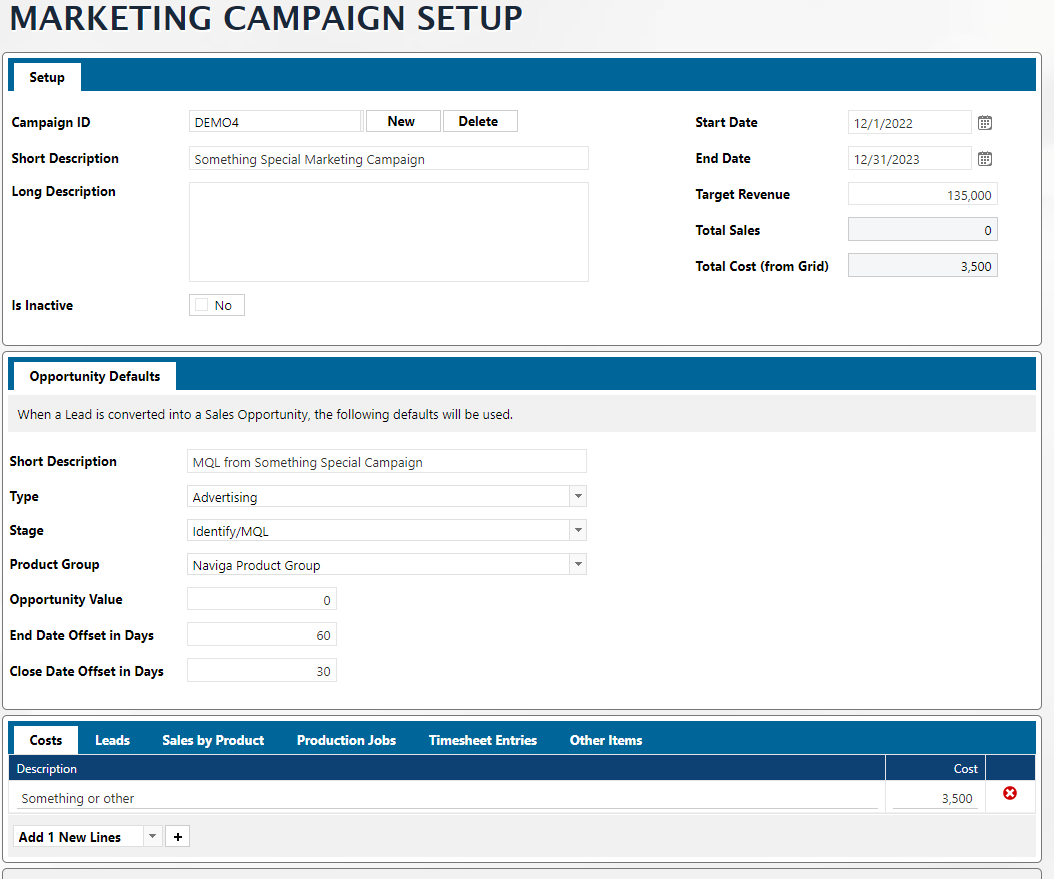 MARKETING CAMPAIGN SETUP
Setup
Campaign ID DEMO4 New Delete Start Date 12/1/2022
Short Description Something Special Marketing Campaign End Date 12/31/2023
Long Description Target Revenue 135,000
Total Sales 0
Total Cost (from Grid) 3,500
Is Inactive No
Opportunity Defaults
When a Lead is converted into a Sales Opportunity, the following defaults will be used.
Short Description MQL from Something Special Campaign
Type Advertising
Stage Identify/MQL
Product Group Naviga Product Group
Opportunity Value 0
End Date Offset in Days 60
Close Date Offset in Days 30
Costs Leads Sales by Product Production Jobs Timesheet Entries Other Items
Description Cost
Something or other 3,500
Add 1 New Lines +